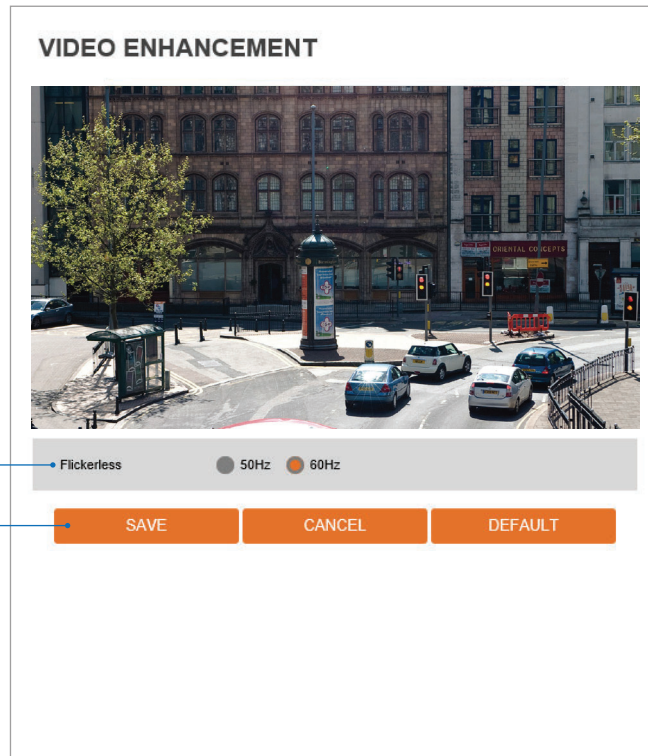 VIDEO ENHANCEMENT
ORIENTAL CONCEPTS
Flickerless 50Hz 60Hz
SAVE CANCEL DEFAULT